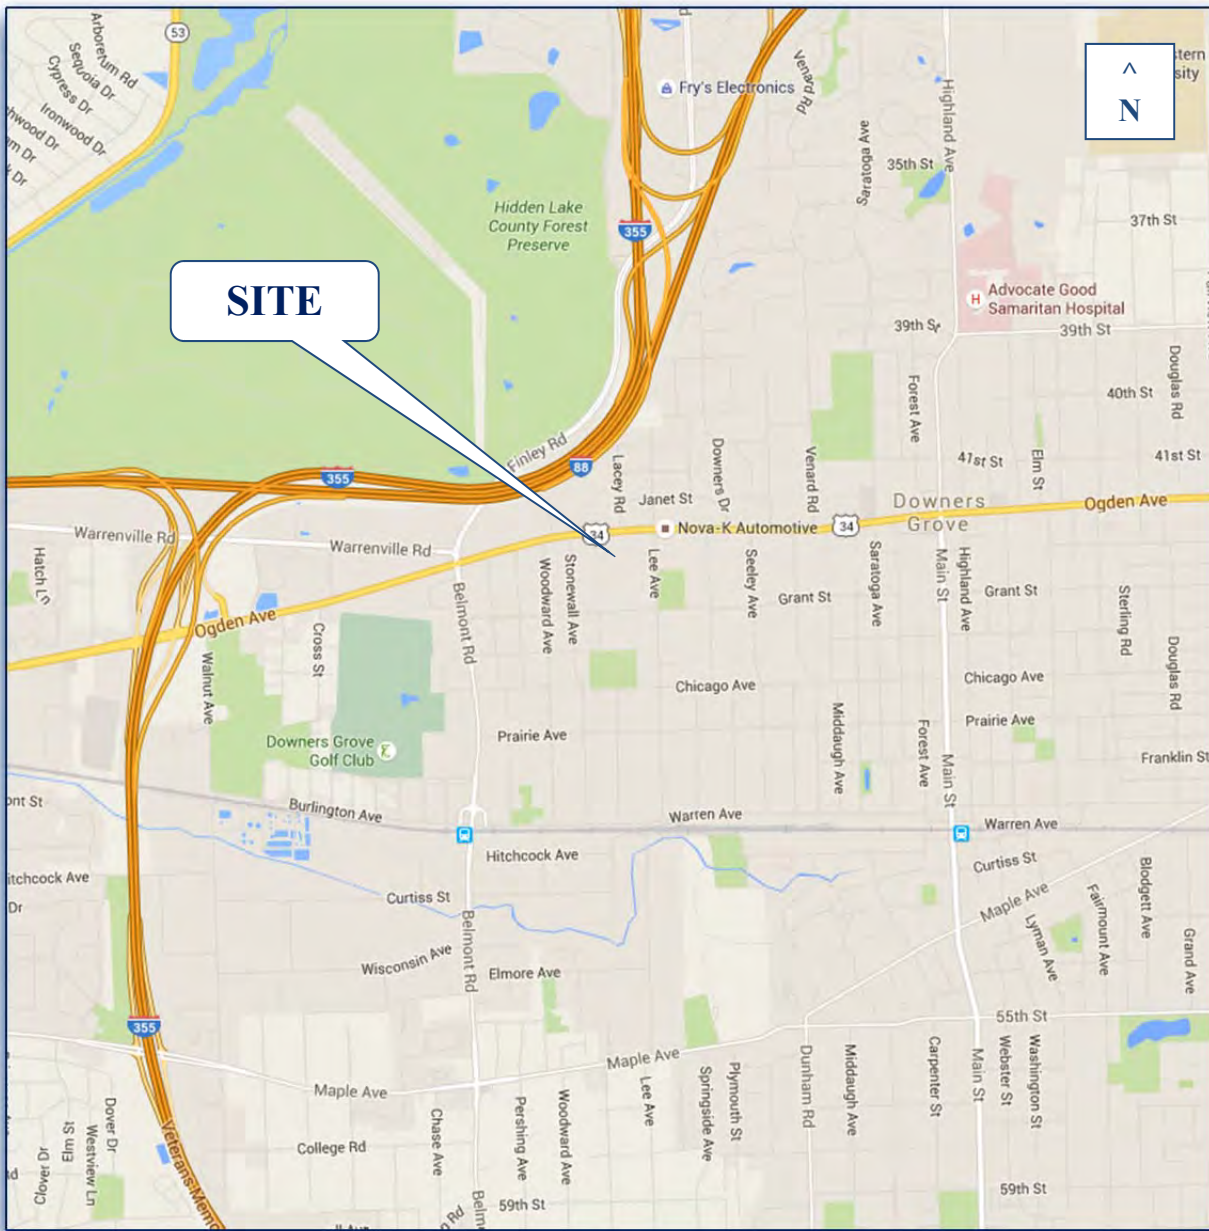 53
Arboretum Rd
Sequoia Dr
Cypress Dr
Ironwood Dr
Fry's Electronics
Venard Rd
Highland Ave
^
N
Saratoga Ave
35th St
37th St
Hidden Lake
County Forest
Preserve
355
SITE
Advocate Good
Samaritan Hospital
H
39th St
39th St
Douglas Rd
40th St
Forest Ave
Finley Rd
88
355
Lacey Rd
Downers Dr
Venard Rd
41st St
Elm St
41st St
Janet St
Downers
Grove
Ogden Ave
Nova-K Automotive
34
34
Warrenville Rd
Warrenville Rd
Hatch Ln
Belmont Rd
Woodward Ave
Stonewall Ave
Lee Ave
Seeley Ave
Grant St
Saratoga Ave
Main St
Highland Ave
Grant St
Sterling Rd
Ogden Ave
Cross St
Walnut Ave
Chicago Ave
Chicago Ave
Douglas Rd
Prairie Ave
Middaugh Ave
Forest Ave
Prairie Ave
Downers Grove
Golf Club
Main St
Franklin St
Burlington Ave
Warren Ave
Warren Ave
Hitchcock Ave
Curtiss St
Curtiss St
Maple Ave
Blodgett Ave
Fairmount Ave
Lyman Ave
Grand Ave
Belmont Rd
Wisconsin Ave
Elmore Ave
355
55th St
Maple Ave
Maple Ave
Dunham Rd
Middaugh Ave
Carpenter St
Main St
Webster St
Washington St
Lee Ave
Springside Ave
Plymouth St
Chase Ave
Pershing Ave
Woodward Ave
College Rd
Dover Dr
Westview Ln
Elm St
Clover Dr
59th St
59th St